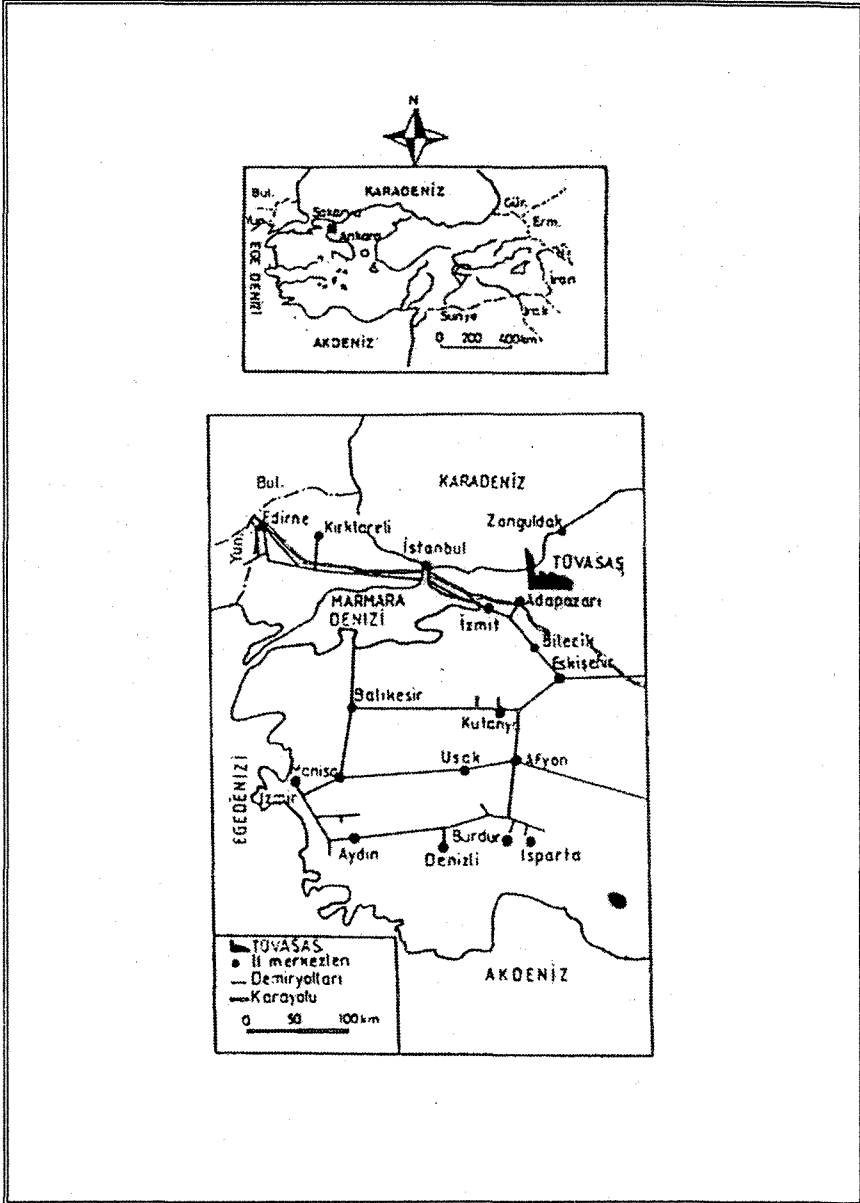 N
Bul.
KARADENİZ
Gür.
Yun.
Sakarya
Erm.
Ankara
EGE DENİZİ
İran
Suriye
Irak
AKDENİZ
0 200 400km
Bul.
KARADENİZ
Edirne
Kırklareli
Zonguldak
Yun.
İstanbul
TÜVASAŞ
MARMARA
DENİZİ
Adapazarı
İzmit
Bilecik
Eskişehir
Balıkesir
Kütahya
EGEDENİZİ
Manisa
Uşak
Afyon
İzmir
Burdur
Aydın
Denizli
Isparta
TÜVASAŞ
İl merkezleri
AKDENİZ
Demiryolları
Karayolu
0 50 100km